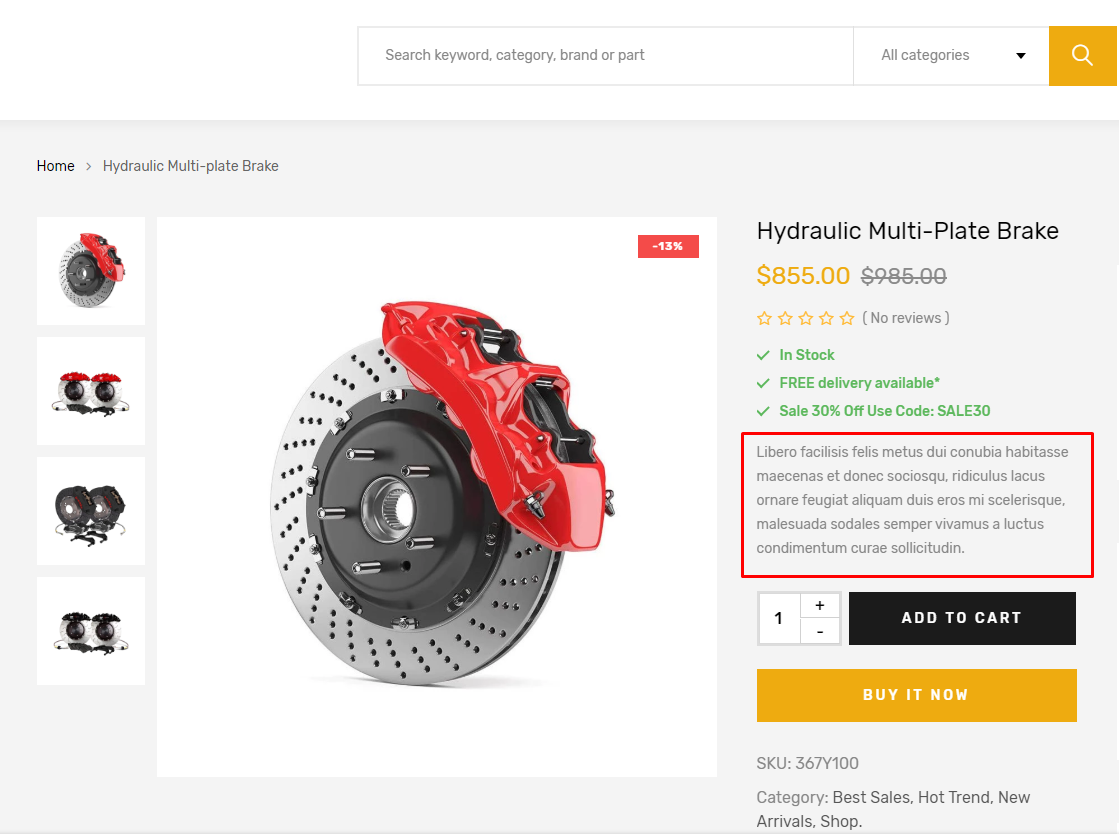 Search keyword, category, brand or part
All categories
Home > Hydraulic Multi-plate Brake
-13%
Hydraulic Multi-Plate Brake
$855.00 $985.00
( No reviews )
In Stock
FREE delivery available*
Sale 30% Off Use Code: SALE30
Libero facilisis felis metus dui conubia habitasse
maecenas et donec sociosqu, ridiculus lacus
ornare feugiat aliquam duis eros mi scelerisque,
malesuada sodales semper vivamus a luctus
condimentum curae sollicitudin.
1
+
-
ADD TO CART
BUY IT NOW
SKU: 367Y100
Category: Best Sales, Hot Trend, New
Arrivals, Shop.